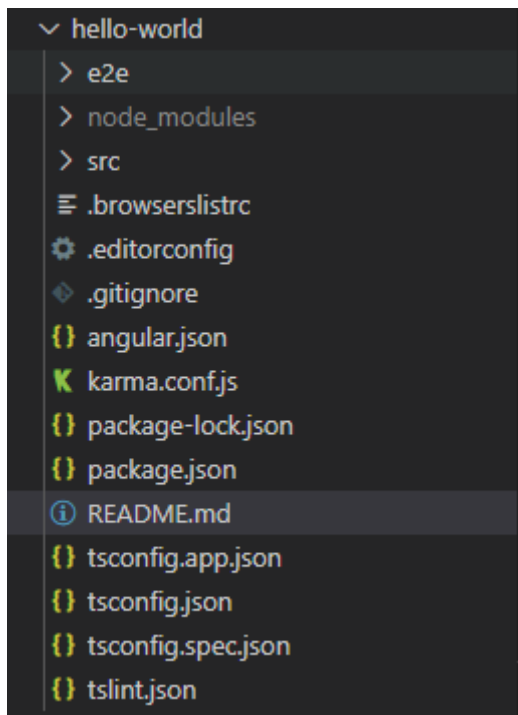 hello-world
e2e
node_modules
src
.browserslistrc
.editorconfig
.gitignore
angular.json
karma.conf.js
package-lock.json
package.json
README.md
tsconfig.app.json
tsconfig.json
tsconfig.spec.json
tslint.json